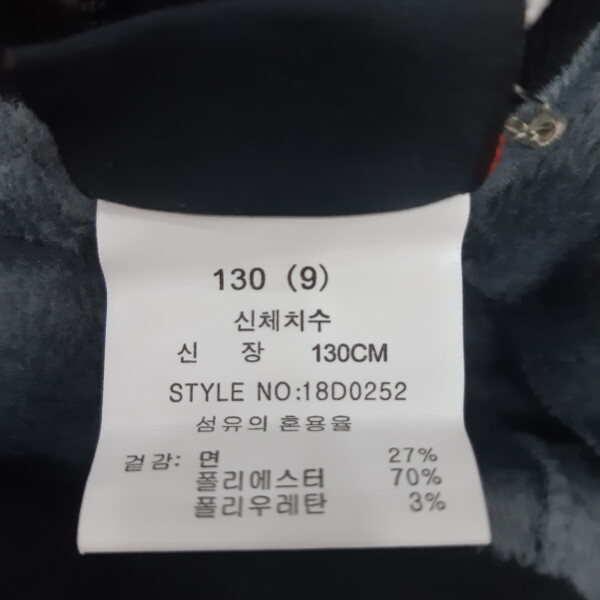 130 (9)
신체치수
신 장 130CM
STYLE NO:18D0252
섬유의 혼용율
겉감: 면 27%
폴리에스터 70%
폴리우레탄 3%